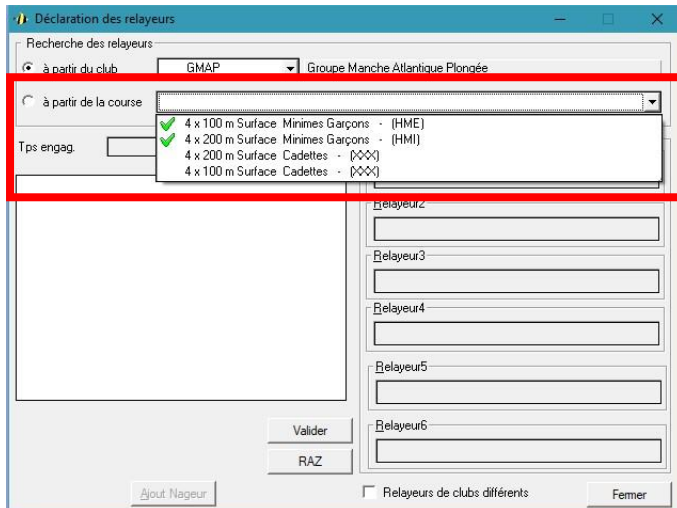 Déclaration des relayeurs
Recherche des relayeurs
à partir du club GMAP Groupe Manche Atlantique Plongée
à partir de la course
4 x 100 m Surface Minimes Garçons - (HME)
4 x 200 m Surface Minimes Garçons - (HMI)
Tps engag.
4 x 200 m Surface Cadettes - (XXX)
4 x 100 m Surface Cadettes - (XXX)
Relayeur2
Relayeur3
Relayeur4
Relayeur5
Valider
Relayeur6
RAZ
Ajout Nageur
Relayeurs de clubs différents
Fermer